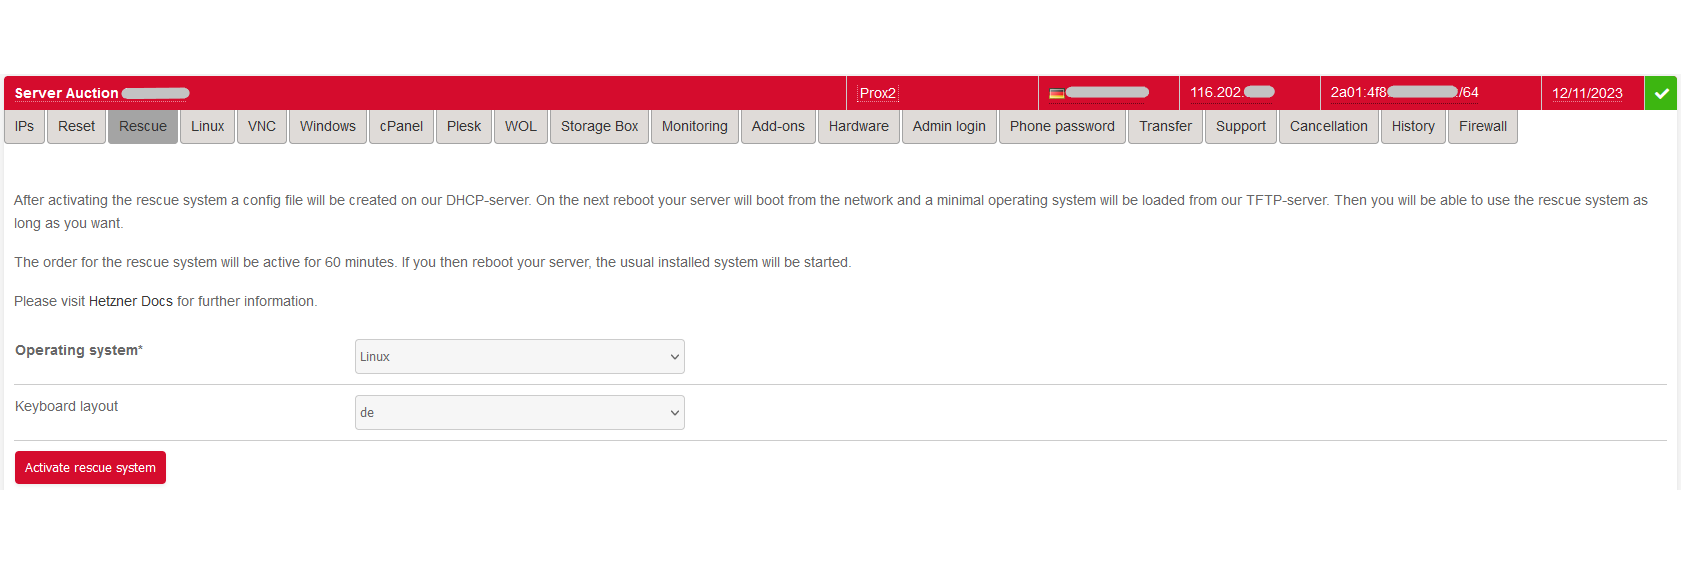 Server Auction Prox2 116.202. 2a01:4f8 /64 12/11/2023
IPs Reset Rescue Linux VNC Windows cPanel Plesk WOL Storage Box Monitoring Add-ons Hardware Admin login Phone password Transfer Support Cancellation History Firewall
After activating the rescue system a config file will be created on our DHCP-server. On the next reboot your server will boot from the network and a minimal operating system will be loaded from our TFTP-server. Then you will be able to use the rescue system as
long as you want.
The order for the rescue system will be active for 60 minutes. If you then reboot your server, the usual installed system will be started.
Please visit Hetzner Docs for further information.
Operating system* Linux
Keyboard layout de
Activate rescue system